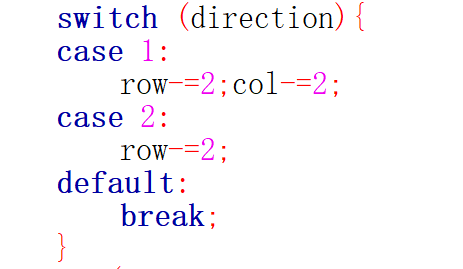 switch (direction){
case 1:
row-=2;col-=2;
case 2:
row-=2;
default:
break;
}